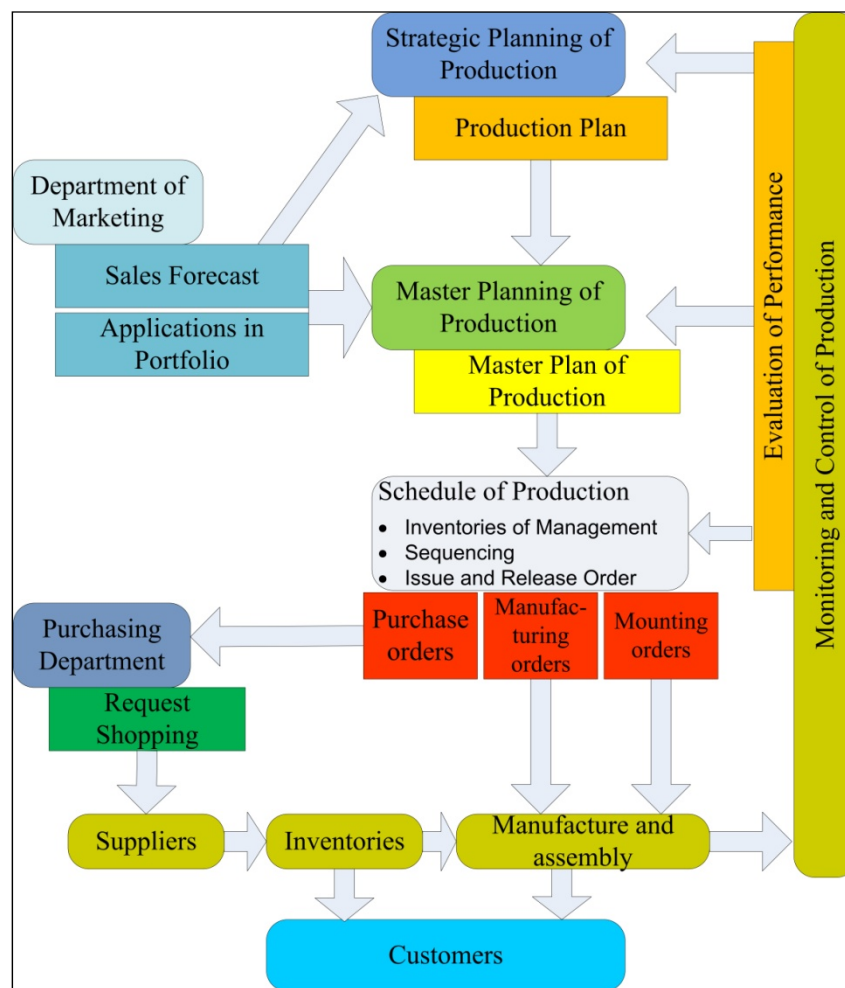 Strategic Planning of
Production
Production Plan
Department of
Marketing
Sales Forecast
Applications in
Portfolio
Master Planning of
Production
Master Plan of
Production
Schedule of Production
• Inventories of Management
• Sequencing
• Issue and Release Order
Purchase
orders
Manufac-
turing
orders
Mounting
orders
Purchasing
Department
Request
Shopping
Suppliers
Inventories
Manufacture and
assembly
Customers
Evaluation of Performance
Monitoring and Control of Production